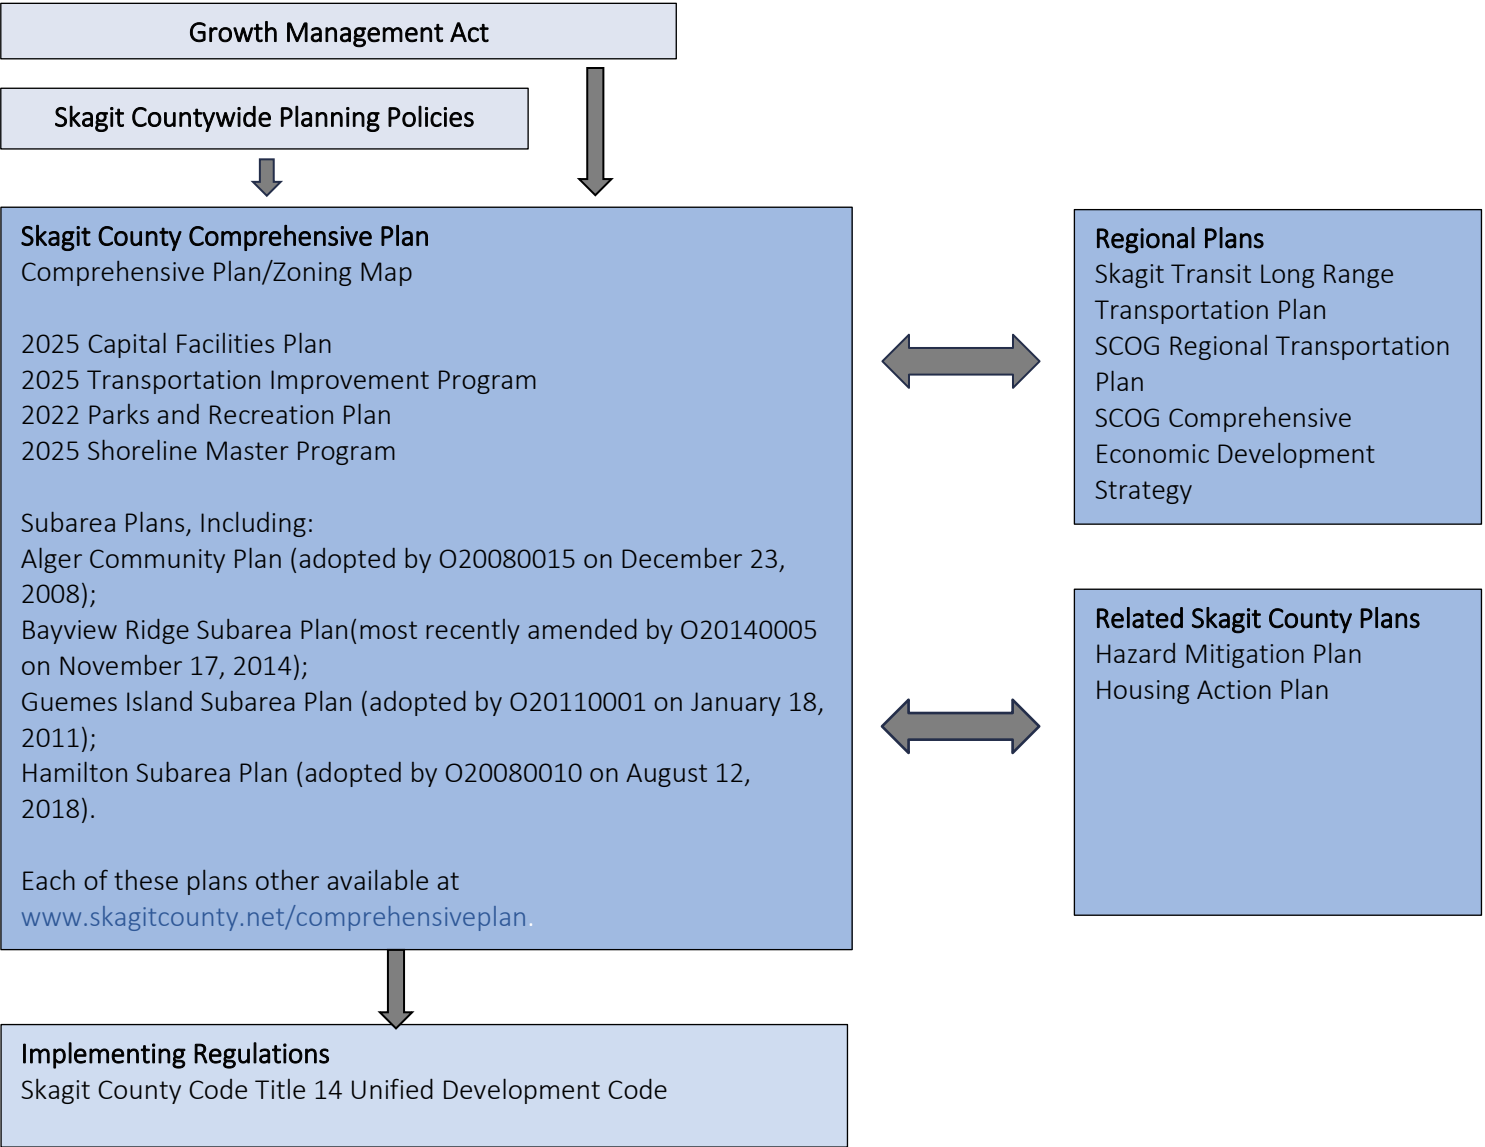 Growth Management Act
Skagit Countywide Planning Policies
Skagit County Comprehensive Plan
Comprehensive Plan/Zoning Map
2025 Capital Facilities Plan
2025 Transportation Improvement Program
2022 Parks and Recreation Plan
2025 Shoreline Master Program
Subarea Plans, Including:
Alger Community Plan (adopted by O20080015 on December 23,
2008);
Bayview Ridge Subarea Plan(most recently amended by O20140005
on November 17, 2014);
Guemes Island Subarea Plan (adopted by O20110001 on January 18,
2011);
Hamilton Subarea Plan (adopted by O20080010 on August 12,
2018).
Each of these plans other available at
www.skagitcounty.net/comprehensiveplan.
Regional Plans
Skagit Transit Long Range
Transportation Plan
SCOG Regional Transportation
Plan
SCOG Comprehensive
Economic Development
Strategy
Related Skagit County Plans
Hazard Mitigation Plan
Housing Action Plan
Implementing Regulations
Skagit County Code Title 14 Unified Development Code